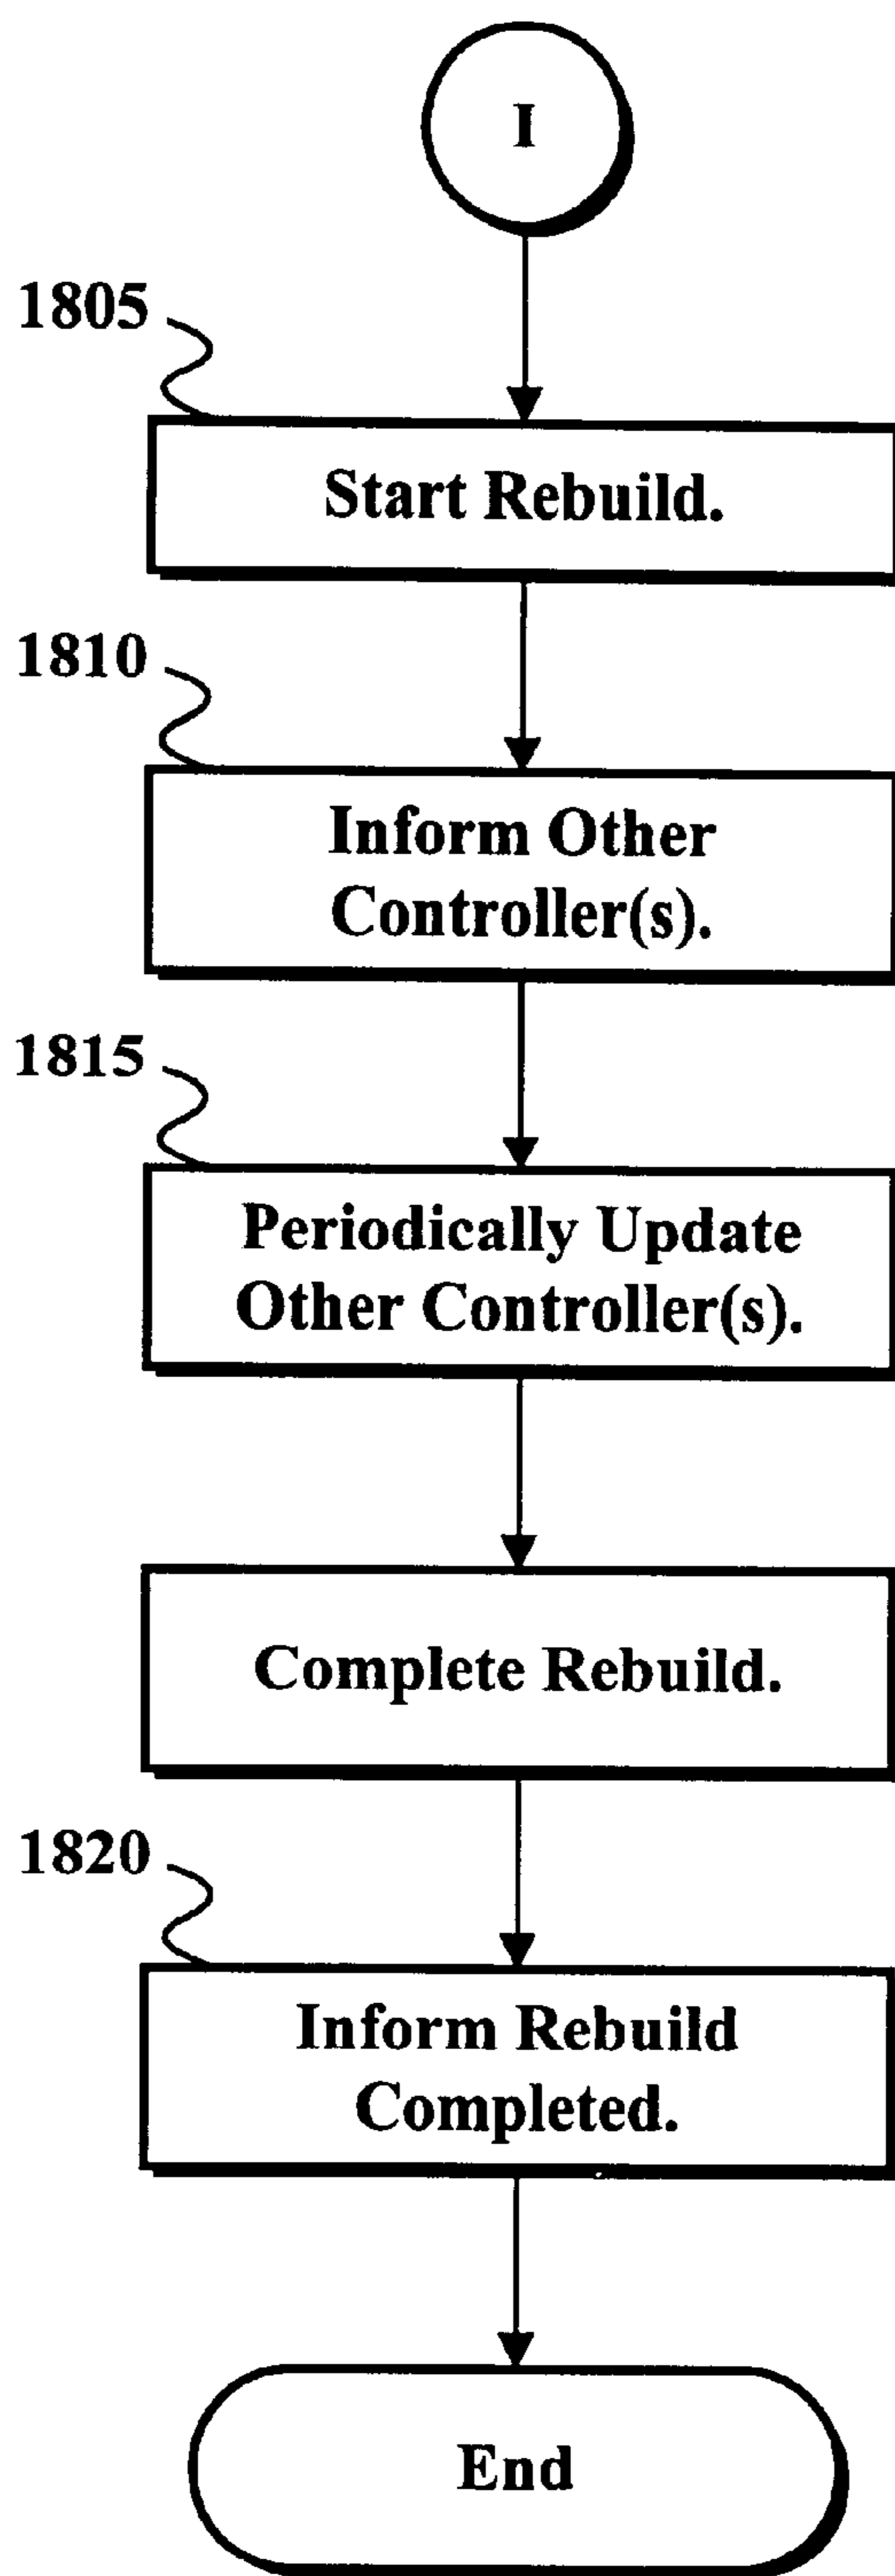 I
1805
Start Rebuild.
1810
Inform Other
Controller(s).
1815
Periodically Update
Other Controller(s).
Complete Rebuild.
1820
Inform Rebuild
Completed.
End